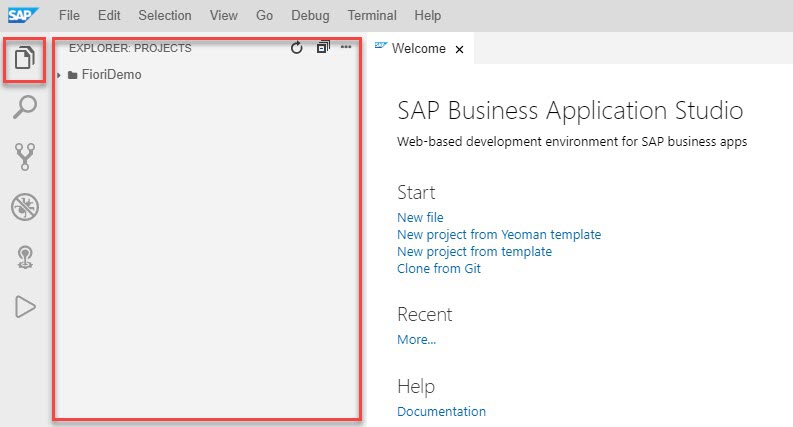 SAP File Edit Selection View Go Debug Terminal Help
EXPLORER: PROJECTS
FioriDemo
Welcome
SAP Business Application Studio
Web-based development environment for SAP business apps
Start
New file
New project from Yeoman template
New project from template
Clone from Git
Recent
More...
Help
Documentation